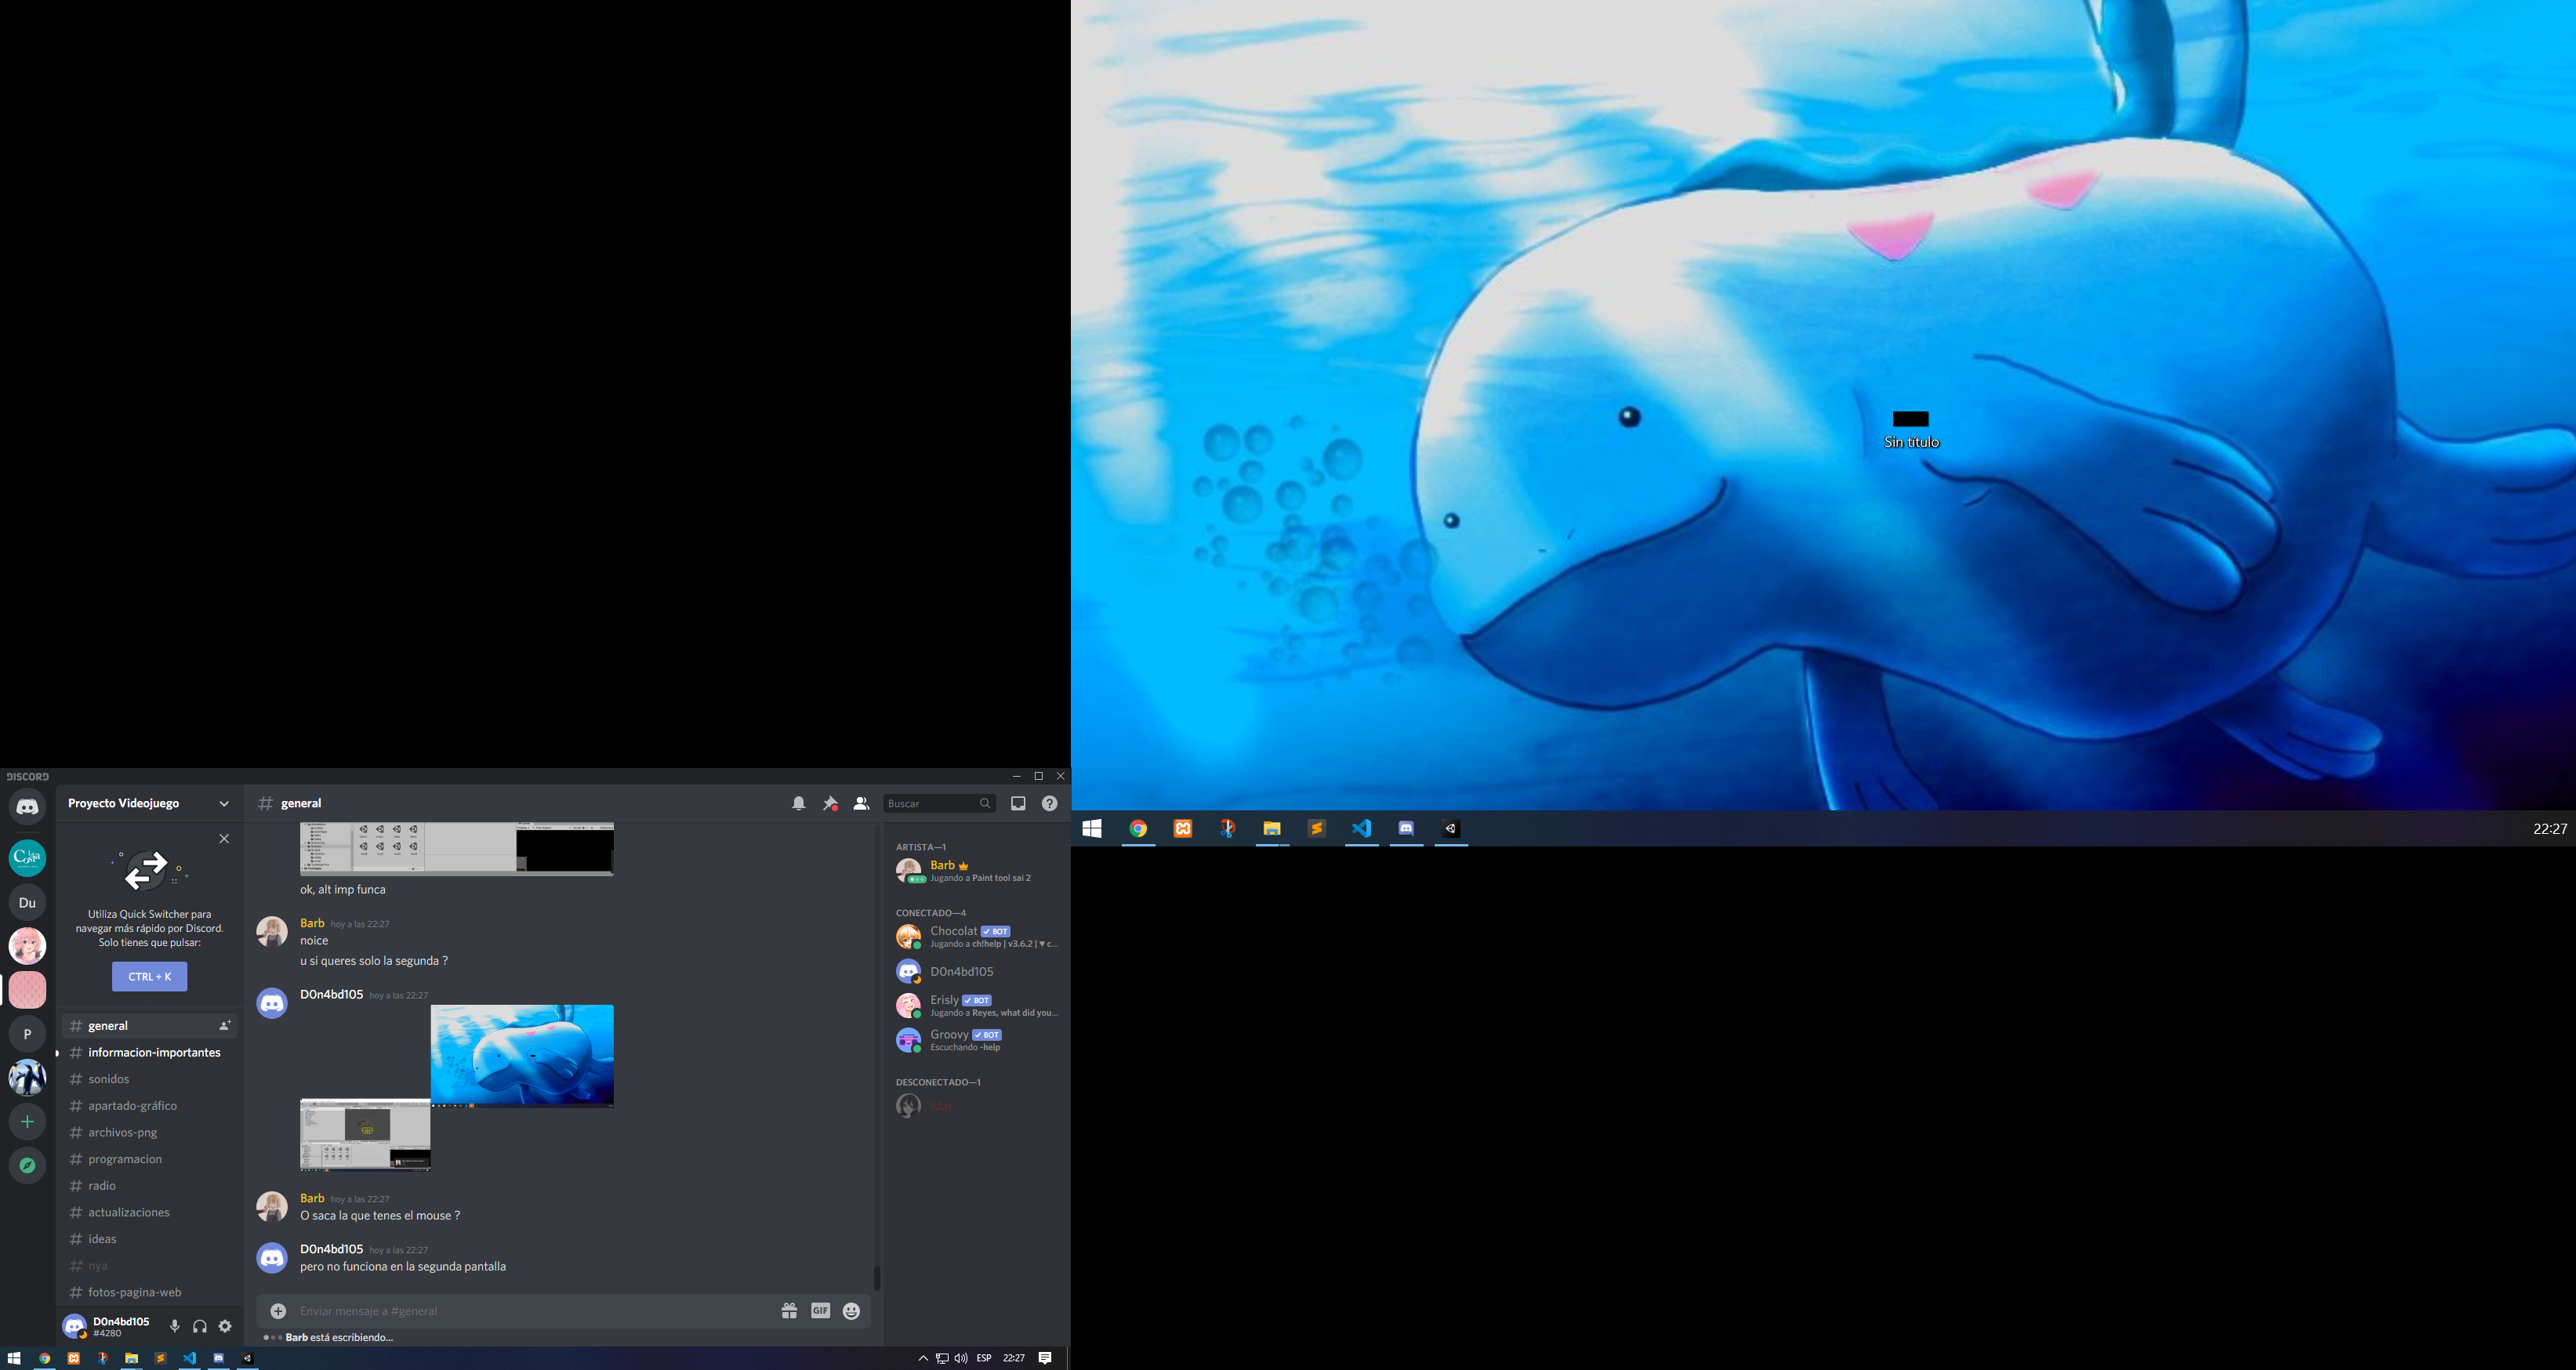 Sin título
22:27
DISCORD
Proyecto Videojuego
general
Buscar
Du
P
Utiliza Quick Switcher para
navegar más rápido por Discord.
Solo tienes que pulsar:
CTRL + K
general
informacion-importantes
sonidos
apartado-gráfico
archivos-png
programacion
radio
actualizaciones
ideas
nya
fotos-pagina-web
D0n4bd105
#4280
ok, alt imp funca
Barb hoy a las 22:27
noice
u si queres solo la segunda ?
D0n4bd105 hoy a las 22:27
Barb hoy a las 22:27
O saca la que tenes el mouse ?
D0n4bd105 hoy a las 22:27
pero no funciona en la segunda pantalla
Enviar mensaje a #general
GIF
Barb está escribiendo...
ARTISTA—1
Barb
Jugando a Paint tool sai 2
CONECTADO—4
Chocolat BOT
Jugando a ch!help | v3.6.2 | ♥ c...
D0n4bd105
Erisly BOT
Jugando a Reyes, what did you...
Groovy BOT
Escuchando -help
DESCONECTADO—1
ESP
22:27